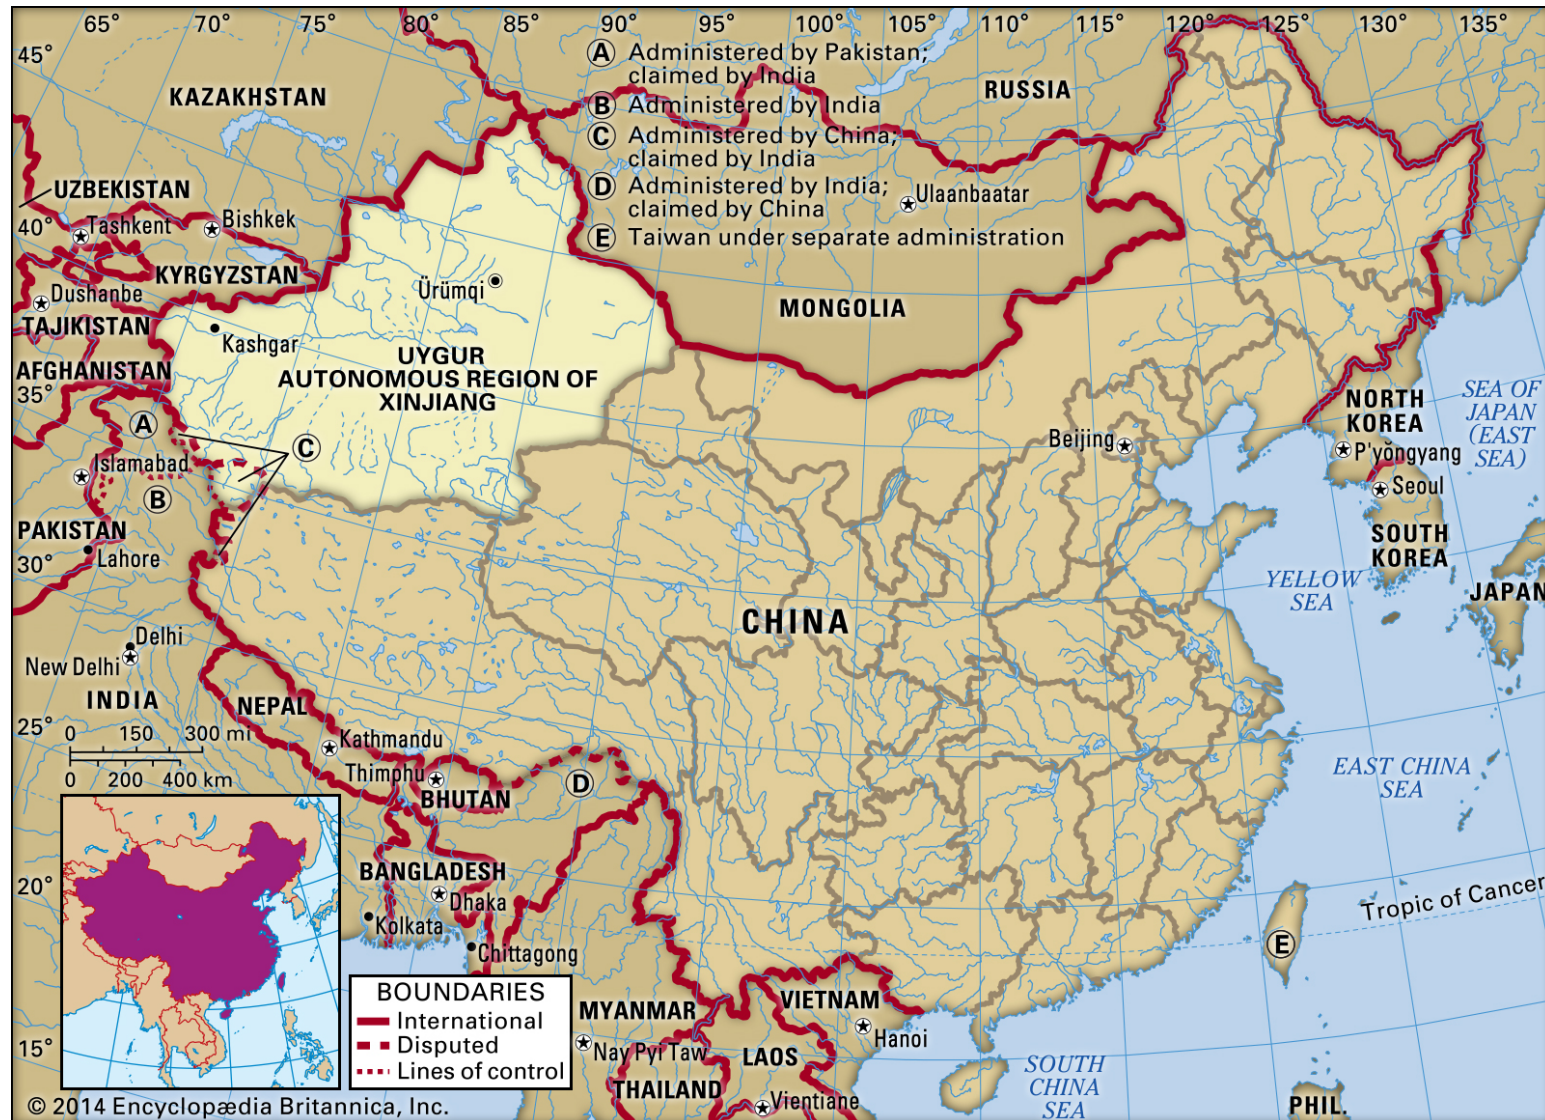 65
70
75
80
85
90
95°
100°
105°
110°
115°
120°
125°
130°
135°
45°
40°
35°
30°
25°
20°
15°
A Administered by Pakistan;
claimed by India
B Administered by India
C Administered by China;
claimed by India
D Administered by India;
claimed by China
E Taiwan under separate administration
KAZAKHSTAN
RUSSIA
UZBEKISTAN
Tashkent
Bishkek
Ulaanbaatar
KYRGYZSTAN
Dushanbe
TAJIKISTAN
Ürümqi
MONGOLIA
Kashgar
AFGHANISTAN
UYGUR
AUTONOMOUS REGION OF
XINJIANG
NORTH
KOREA
SEA OF
JAPAN
(EAST
SEA)
A
C
Beijing
P'yŏngyang
Islamabad
B
Seoul
PAKISTAN
Lahore
SOUTH
KOREA
YELLOW
SEA
JAPAN
CHINA
Delhi
New Delhi
INDIA
NEPAL
0 150 300 mi
0 200 400 km
Kathmandu
Thimphu
BHUTAN
D
EAST CHINA
SEA
BANGLADESH
Dhaka
Kolkata
Chittagong
Tropic of Cancer
E
BOUNDARIES
International
Disputed
Lines of control
MYANMAR
Nay Pyi Taw
VIETNAM
Hanoi
LAOS
THAILAND
Vientiane
SOUTH
CHINA
SEA
PHIL.
© 2014 Encyclopædia Britannica, Inc.